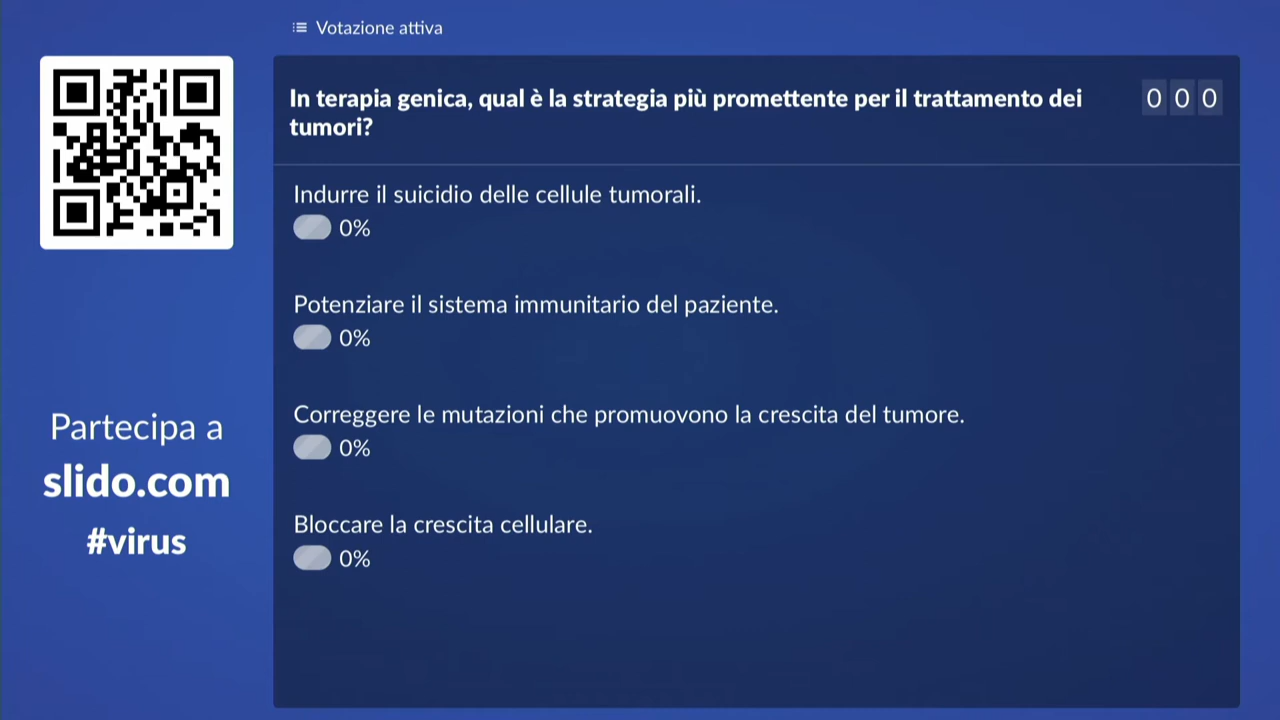 Votazione attiva
In terapia genica, qual è la strategia più promettente per il trattamento dei
tumori?
0 0 0
Indurre il suicidio delle cellule tumorali.
0%
Potenziare il sistema immunitario del paziente.
0%
Correggere le mutazioni che promuovono la crescita del tumore.
0%
Bloccare la crescita cellulare.
0%
Partecipa a
slido.com
#virus